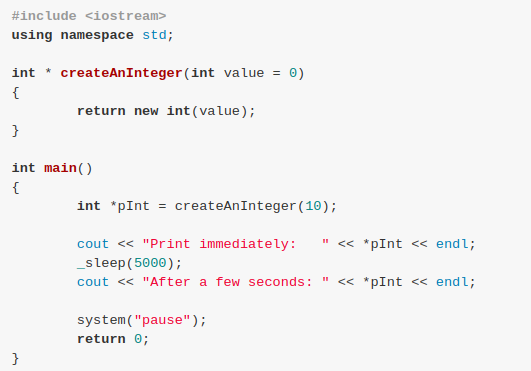 #include <iostream>
using namespace std;

int * createAnInteger(int value = 0)
{
        return new int(value);
}

int main()
{
        int *pInt = createAnInteger(10);

        cout << "Print immediately:   " << *pInt << endl;
        _sleep(5000);
        cout << "After a few seconds: " << *pInt << endl;

        system("pause");
        return 0;
}